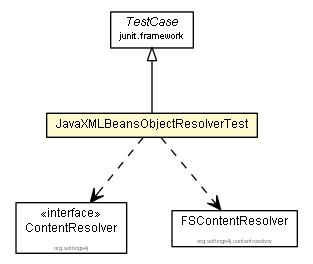 TestCase
junit.framework
JavaXMLBeansObjectResolverTest
«interface»
ContentResolver
org.settings4j
FSContentResolver
org.settings4j.contentresolver